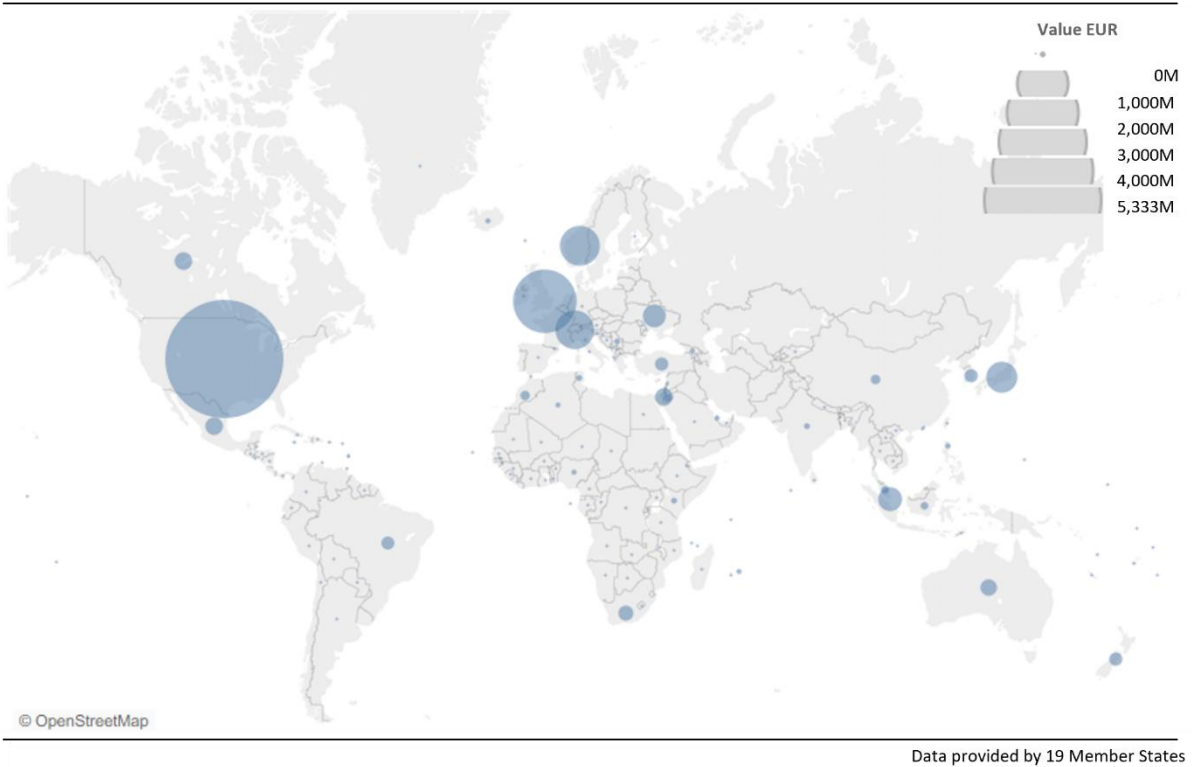 Value EUR
0M
1,000M
2,000M
3,000M
4,000M
5,333M
© OpenStreetMap
Data provided by 19 Member States